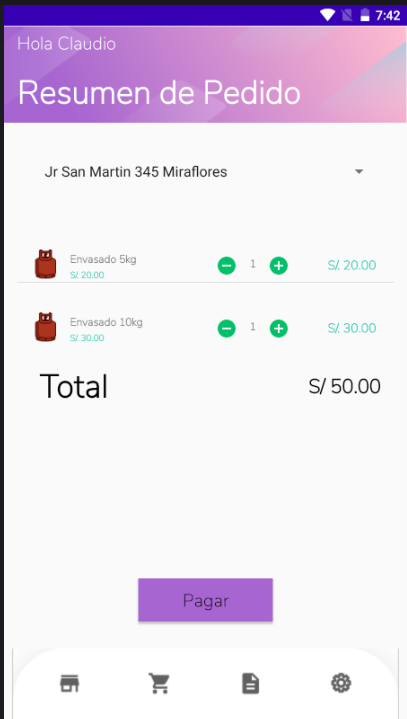 7:42
Hola Claudio
Resumen de Pedido
Jr San Martin 345 Miraflores
Envasado 5kg
S/. 20.00
1
S/. 20.00
Envasado 10kg
S/. 30.00
1
S/. 30.00
Total
S/ 50.00
Pagar